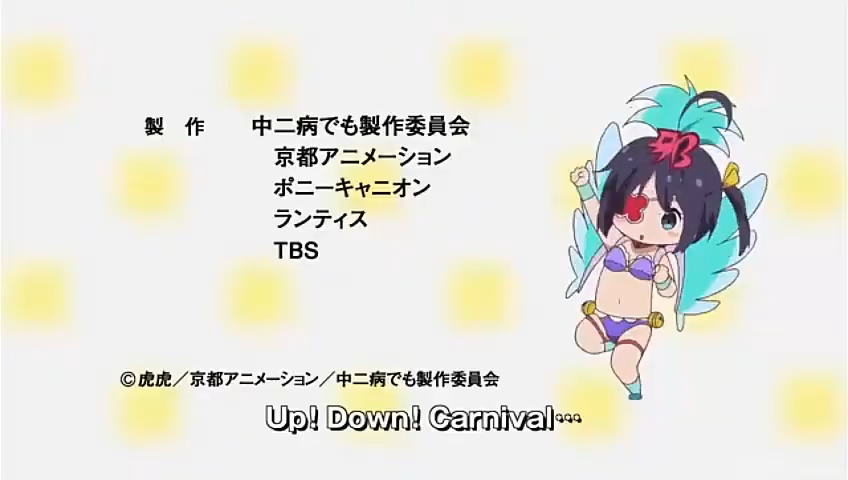 製 作 中二病でも製作委員会
京都アニメーション
ポニーキャニオン
ランティス
TBS
©虎虎／京都アニメーション／中二病でも製作委員会
Up! Down! Carnival…